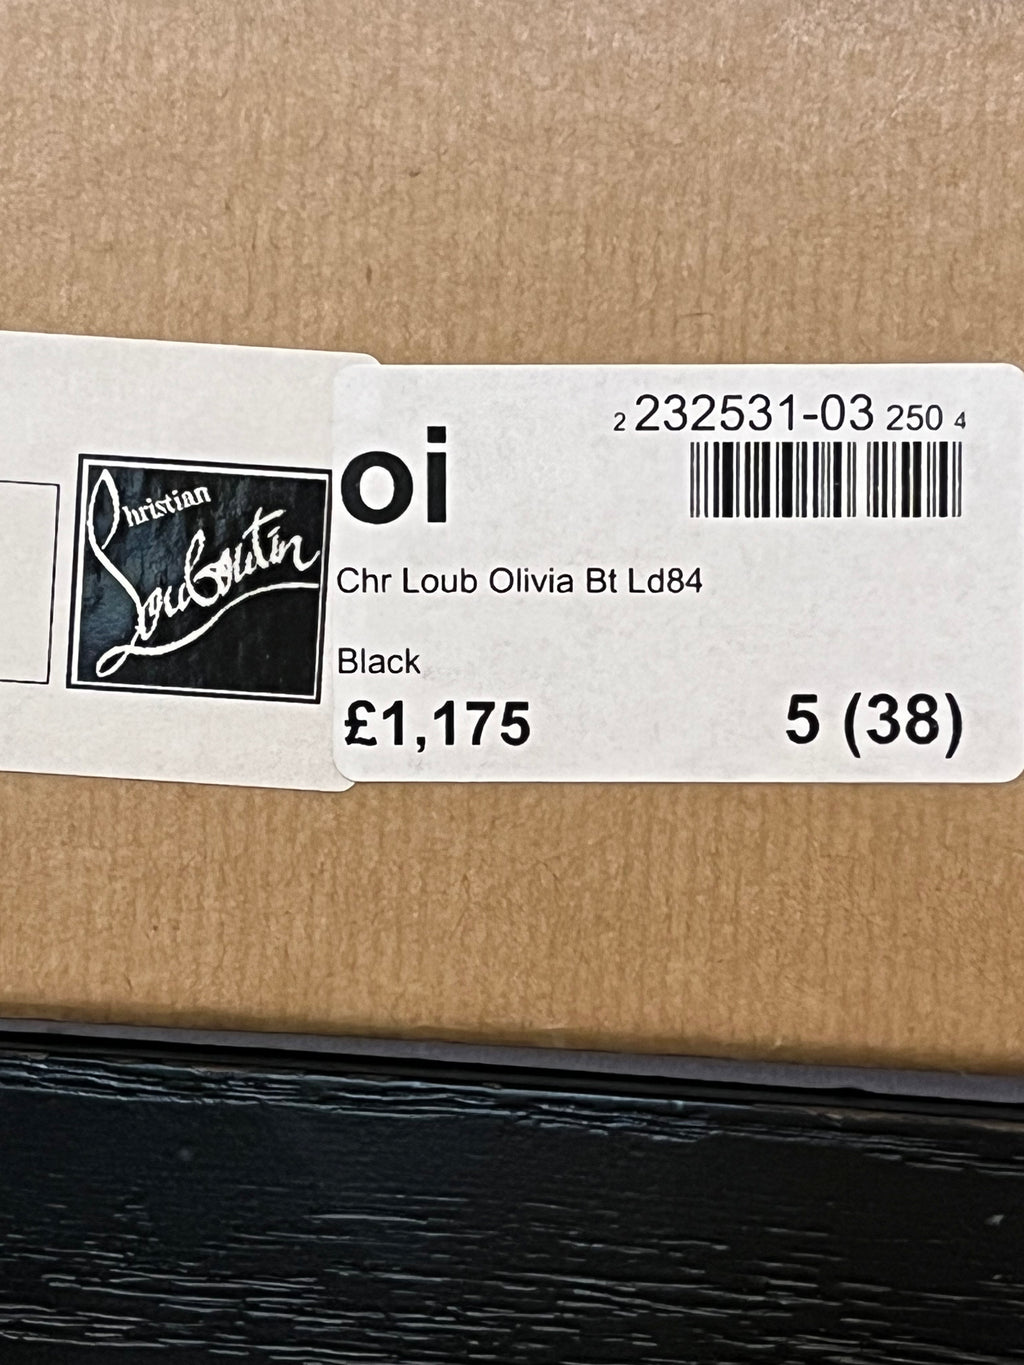 Christian
Louboutin
oi
2 232531-03 250 4
Chr Loub Olivia Bt Ld84
Black
£1,175
5 (38)